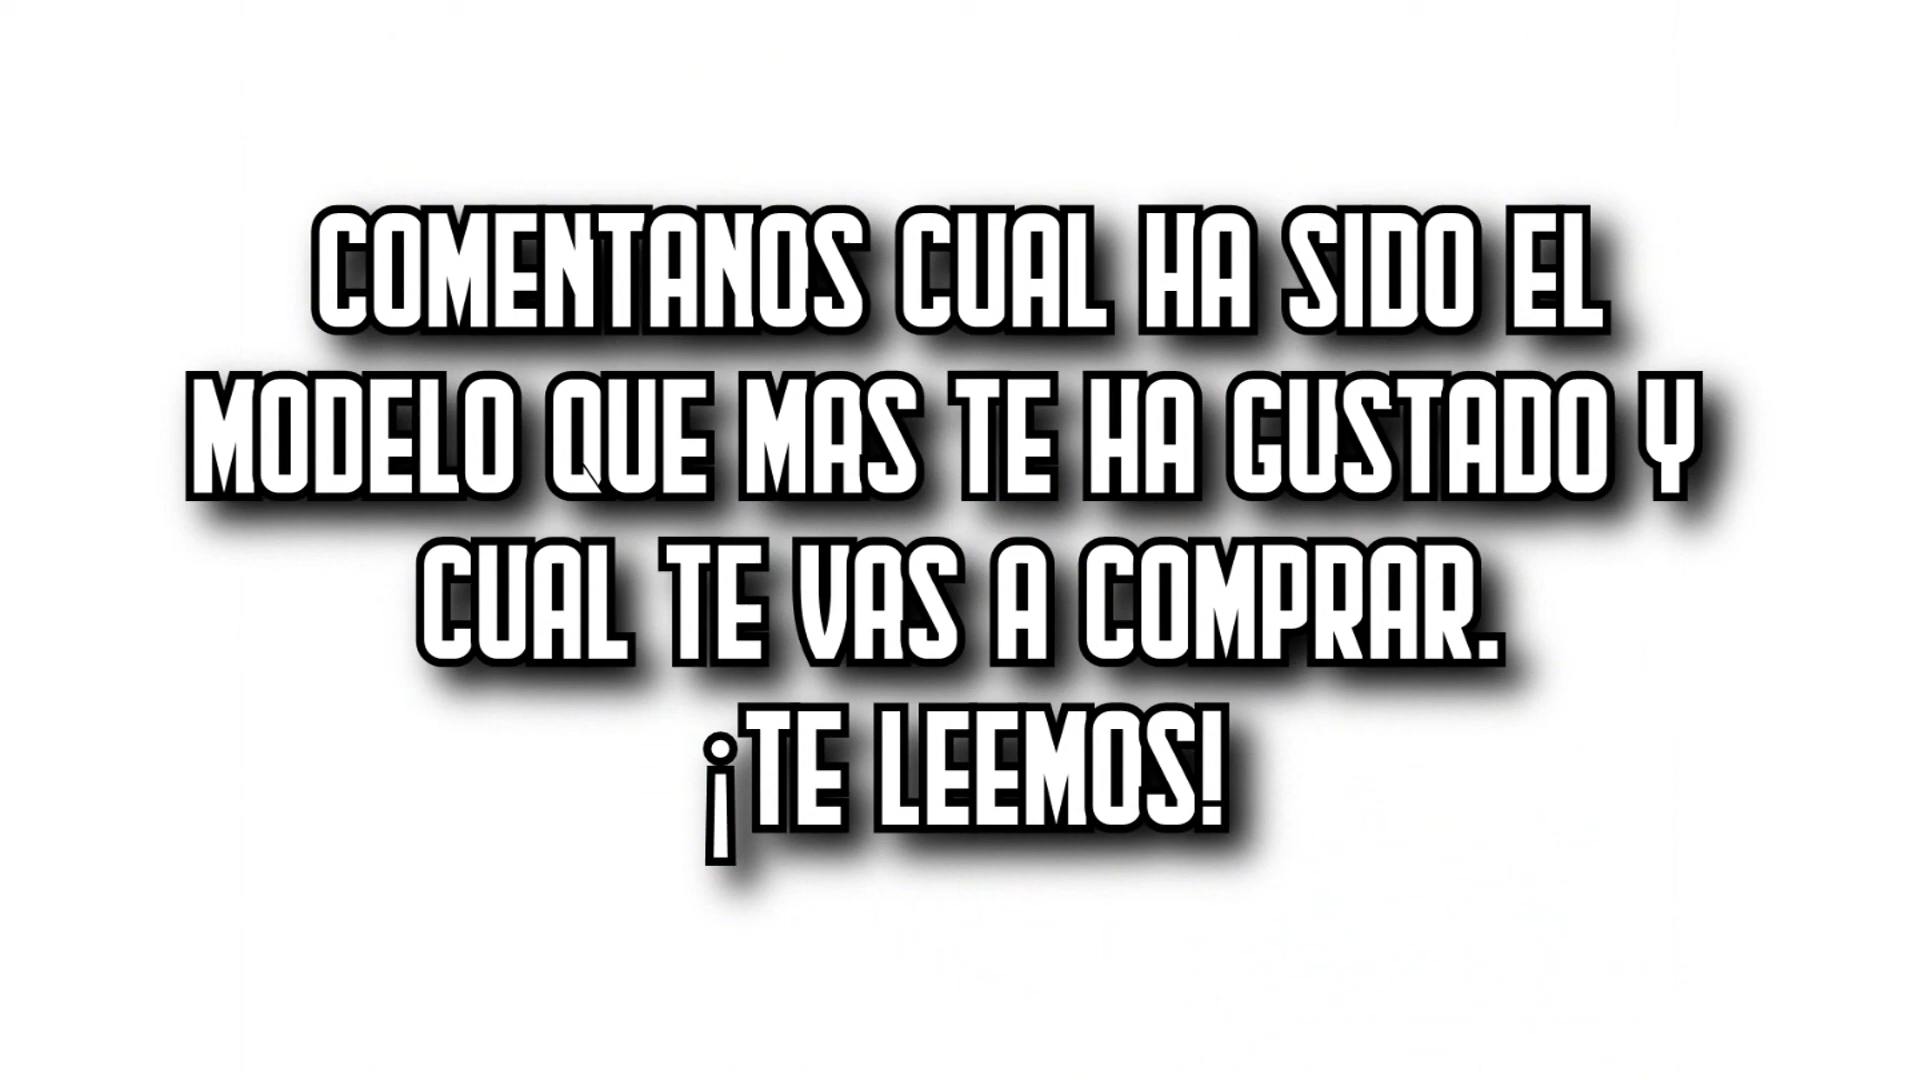 COMENTANOS CUAL HA SIDO EL
MODELO QUE MAS TE HA GUSTADO Y
CUAL TE VAS A COMPRAR.
¡TE LEEMOS!